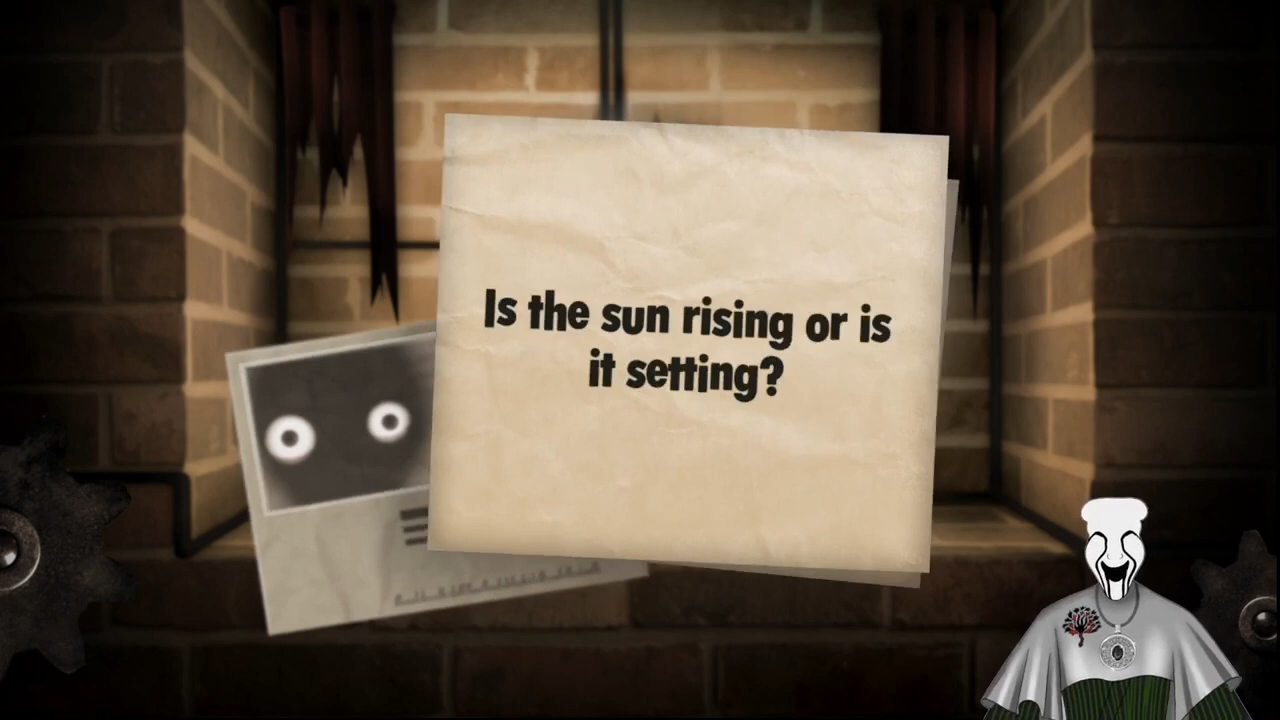 Is the sun rising or is
it setting?